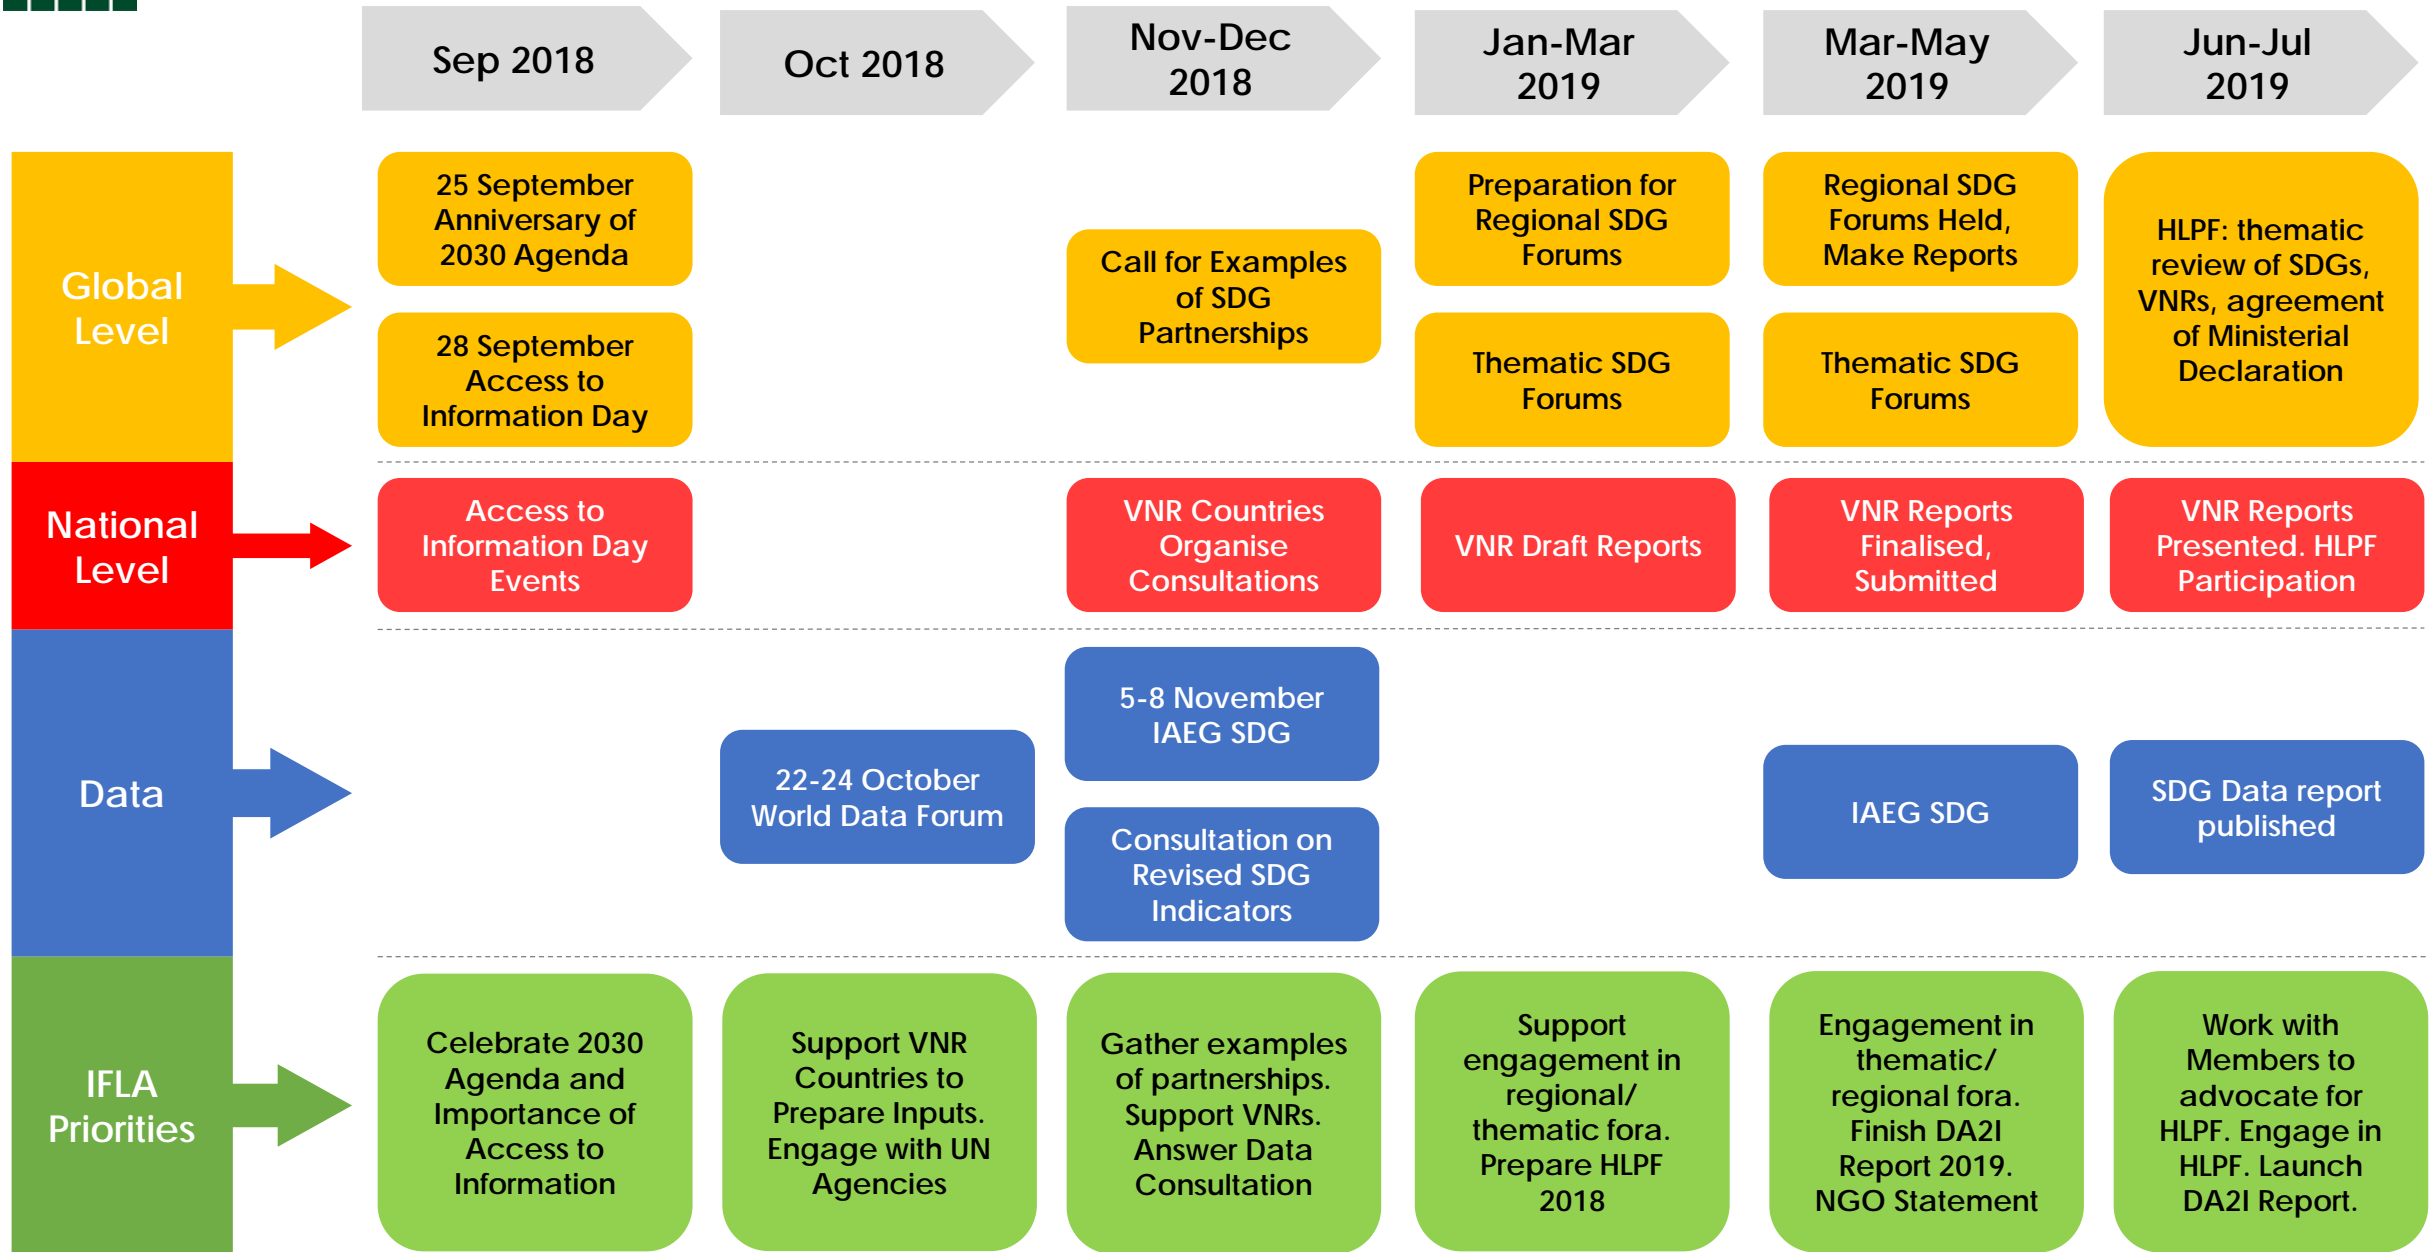 Sep 2018
Oct 2018
Nov-Dec
2018
Jan-Mar
2019
Mar-May
2019
Jun-Jul
2019
Global
Level
25 September
Anniversary of
2030 Agenda
28 September
Access to
Information Day
Call for Examples
of SDG
Partnerships
Preparation for
Regional SDG
Forums
Thematic SDG
Forums
Regional SDG
Forums Held,
Make Reports
Thematic SDG
Forums
HLPF: thematic
review of SDGs,
VNRs, agreement
of Ministerial
Declaration
National
Level
Access to
Information Day
Events
VNR Countries
Organise
Consultations
VNR Draft Reports
VNR Reports
Finalised,
Submitted
VNR Reports
Presented. HLPF
Participation
Data
22-24 October
World Data Forum
5-8 November
IAEG SDG
Consultation on
Revised SDG
Indicators
IAEG SDG
SDG Data report
published
IFLA
Priorities
Celebrate 2030
Agenda and
Importance of
Access to
Information
Support VNR
Countries to
Prepare Inputs.
Engage with UN
Agencies
Gather examples
of partnerships.
Support VNRs.
Answer Data
Consultation
Support
engagement in
regional/
thematic fora.
Prepare HLPF
2018
Engagement in
thematic/
regional fora.
Finish DA2I
Report 2019.
NGO Statement
Work with
Members to
advocate for
HLPF. Engage in
HLPF. Launch
DA2I Report.